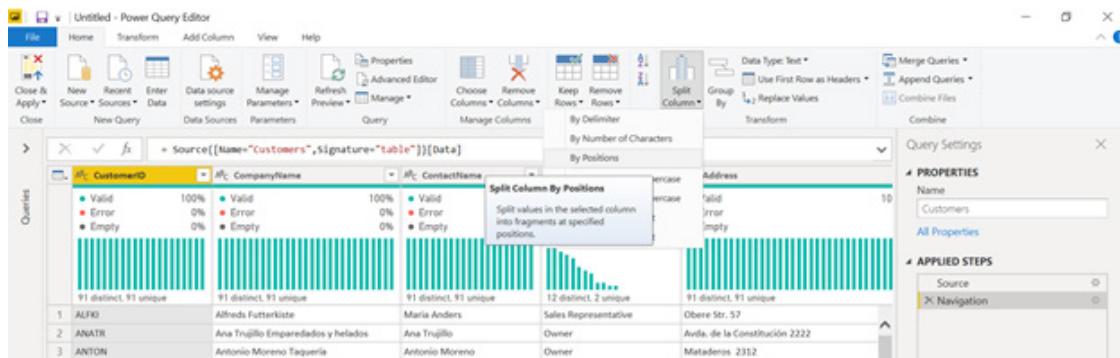 Untitled - Power Query Editor
File Home Transform Add Column View Help
Close & Apply
New Source
Recent Sources
Enter Data
Data source settings
Manage Parameters
Refresh Preview
Properties
Advanced Editor
Manage
Choose Columns
Remove Columns
Keep Rows
Remove Rows
Split Column
Group By
Data Type: Text
Use First Row as Headers
Replace Values
Merge Queries
Append Queries
Combine Files
Close New Query Data Sources Parameters Query Manage Columns Transform Combine
By Delimiter
By Number of Characters
By Positions
Split Column By Positions
Split values in the selected column
into fragments at specified
positions.
fx = Source{[Name="Customers",Signature="table"]}[Data]
Queries
CustomerID CompanyName ContactName Address
Valid 100% Valid 100% Valid
Error 0% Error 0% Error
Empty 0% Empty 0% Empty
91 distinct, 91 unique 91 distinct, 91 unique 91 distinct, 91 unique 12 distinct, 2 unique 91 distinct, 91 unique
1 ALFKI Alfreds Futterkiste Maria Anders Sales Representative Obere Str. 57
2 ANATR Ana Trujillo Emparedados y helados Ana Trujillo Owner Avda. de la Constitución 2222
3 ANTON Antonio Moreno Taquería Antonio Moreno Owner Mataderos 2312
Query Settings
PROPERTIES
Name
Customers
All Properties
APPLIED STEPS
Source
Navigation